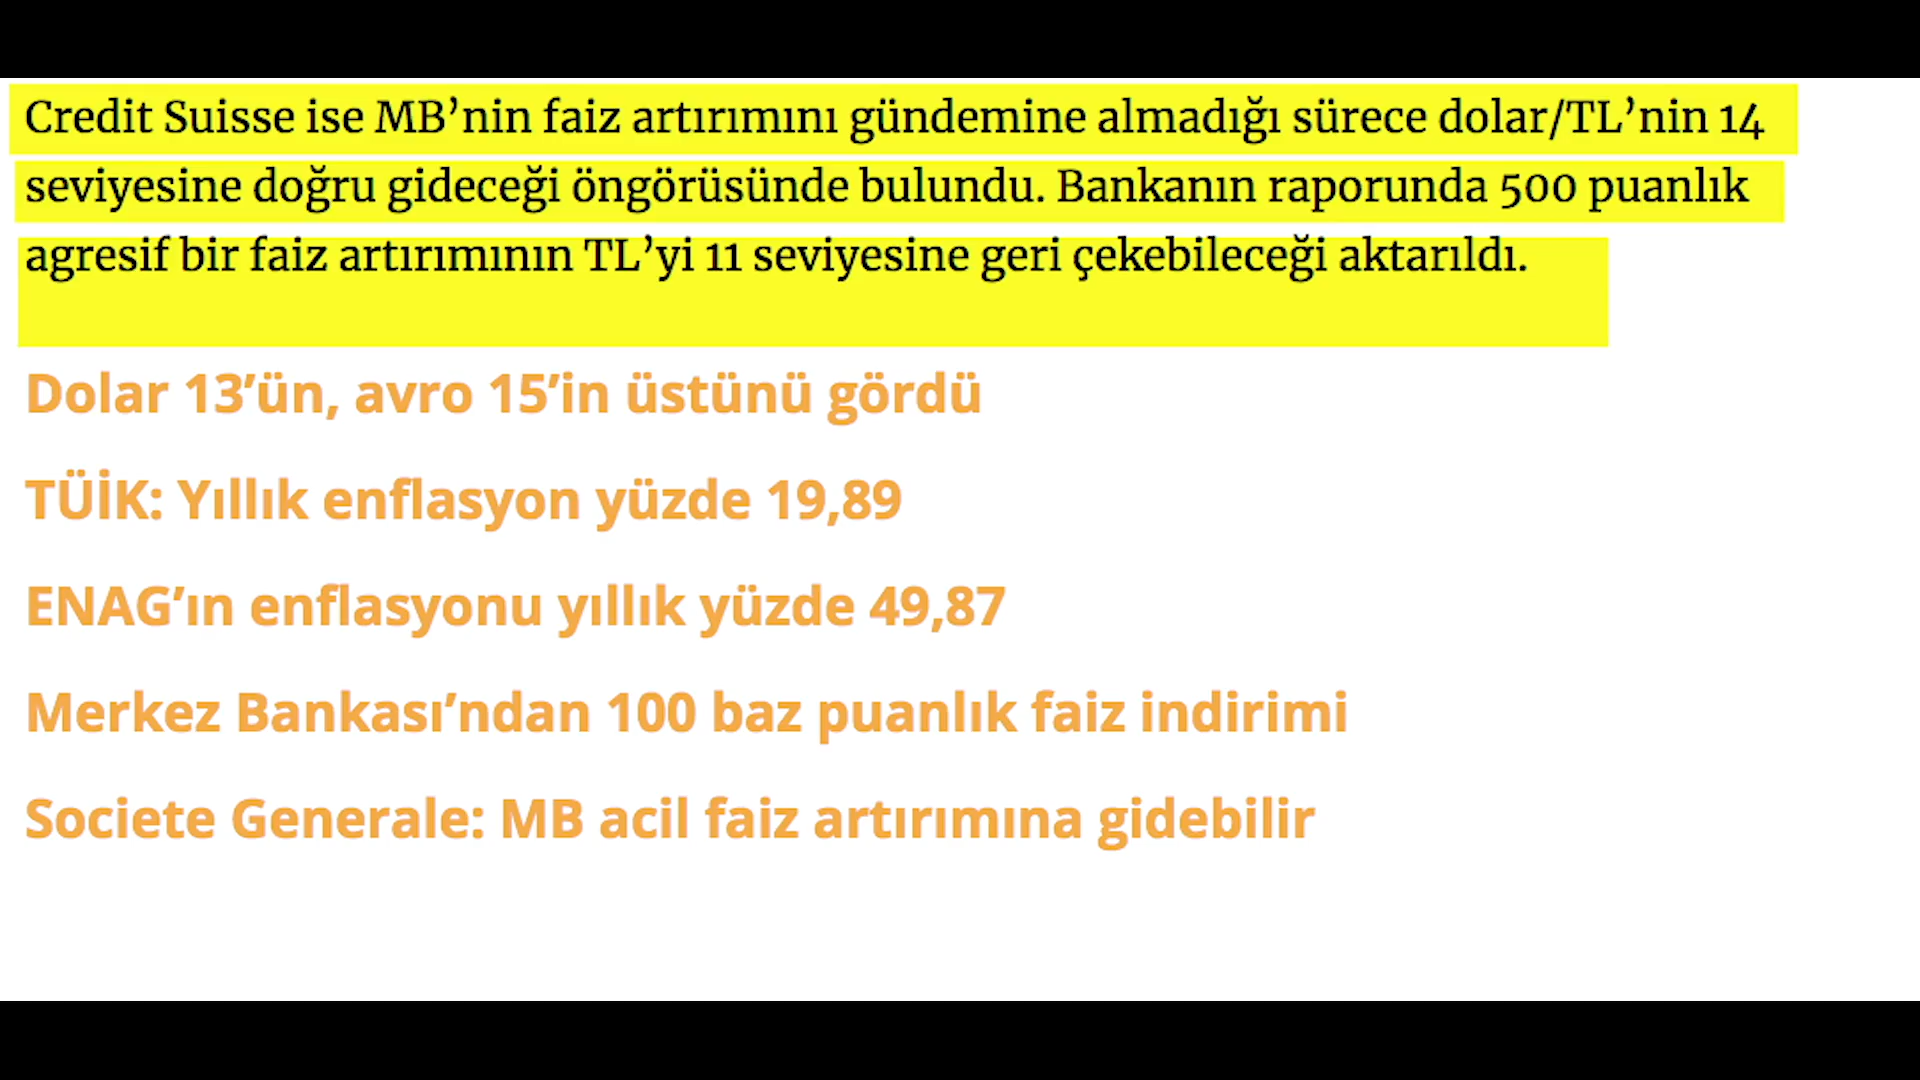 Credit Suisse ise MB’nin faiz artırımını gündemine almadığı sürece dolar/TL’nin 14
seviyesine doğru gideceği öngörüsünde bulundu. Bankanın raporunda 500 puanlık
agresif bir faiz artırımının TL’yi 11 seviyesine geri çekebileceği aktarıldı.
Dolar 13’ün, avro 15’in üstünü gördü
TÜİK: Yıllık enflasyon yüzde 19,89
ENAG’ın enflasyonu yıllık yüzde 49,87
Merkez Bankası’ndan 100 baz puanlık faiz indirimi
Societe Generale: MB acil faiz artırımına gidebilir